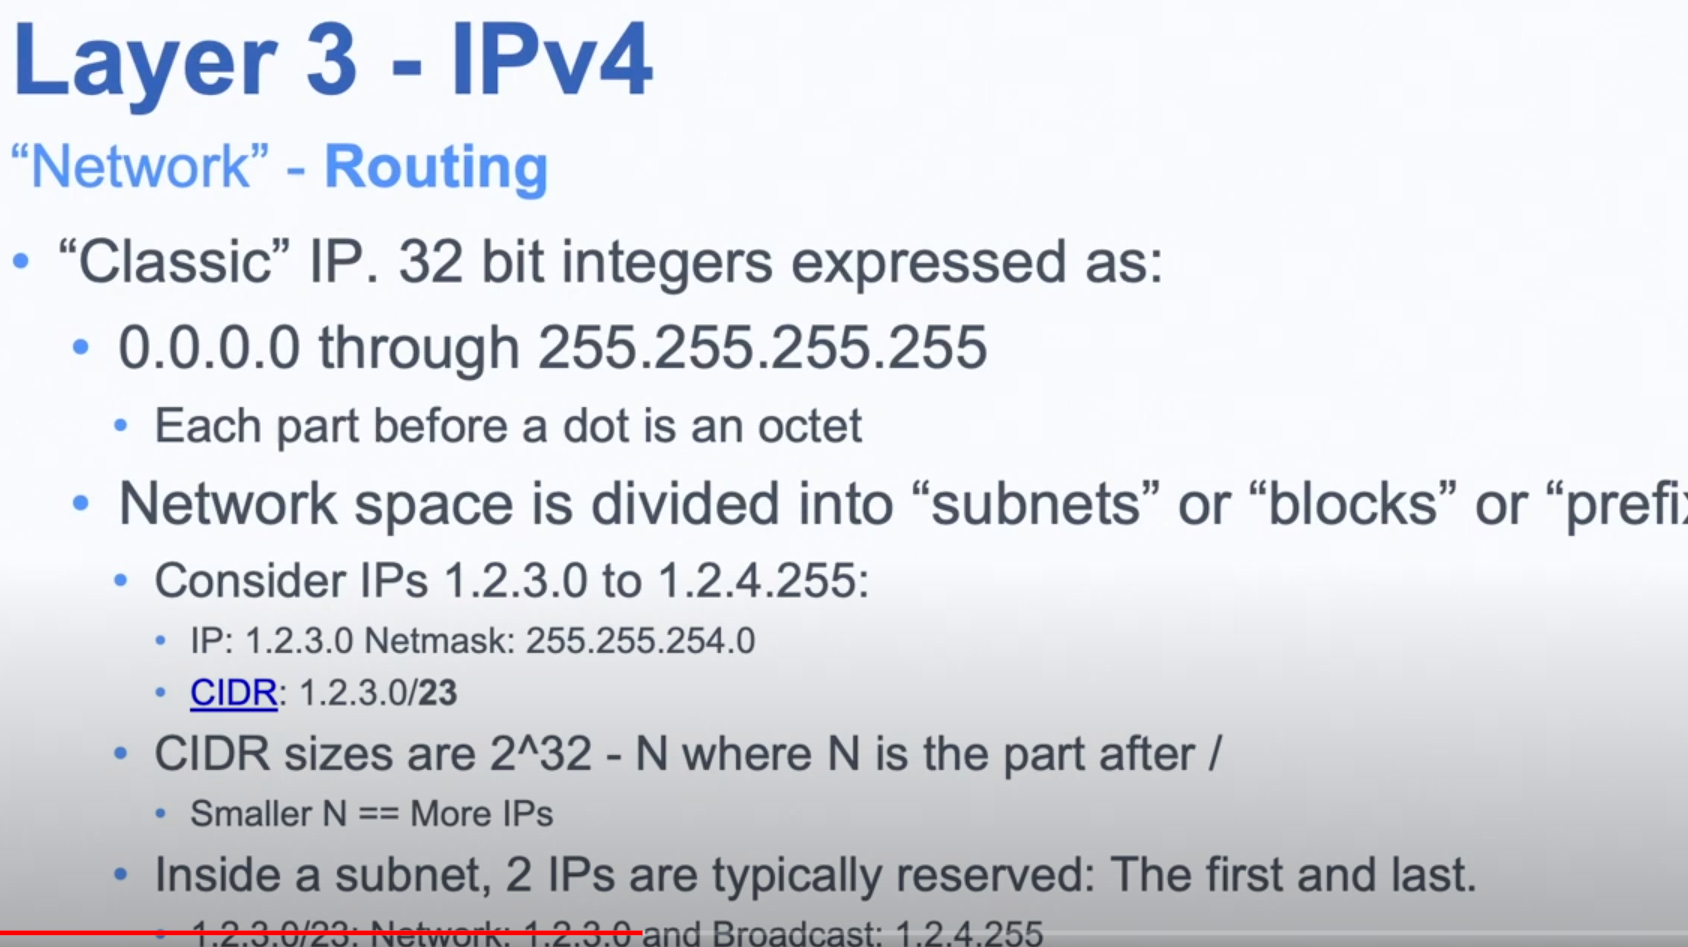 Layer 3 - IPv4
“Network” - Routing
• “Classic” IP. 32 bit integers expressed as:
• 0.0.0.0 through 255.255.255.255
• Each part before a dot is an octet
• Network space is divided into “subnets” or “blocks” or “prefix
• Consider IPs 1.2.3.0 to 1.2.4.255:
• IP: 1.2.3.0 Netmask: 255.255.254.0
• CIDR: 1.2.3.0/23
• CIDR sizes are 2^32 - N where N is the part after /
• Smaller N == More IPs
• Inside a subnet, 2 IPs are typically reserved: The first and last.
• 1.2.3.0/23: Network: 1.2.3.0 and Broadcast: 1.2.4.255